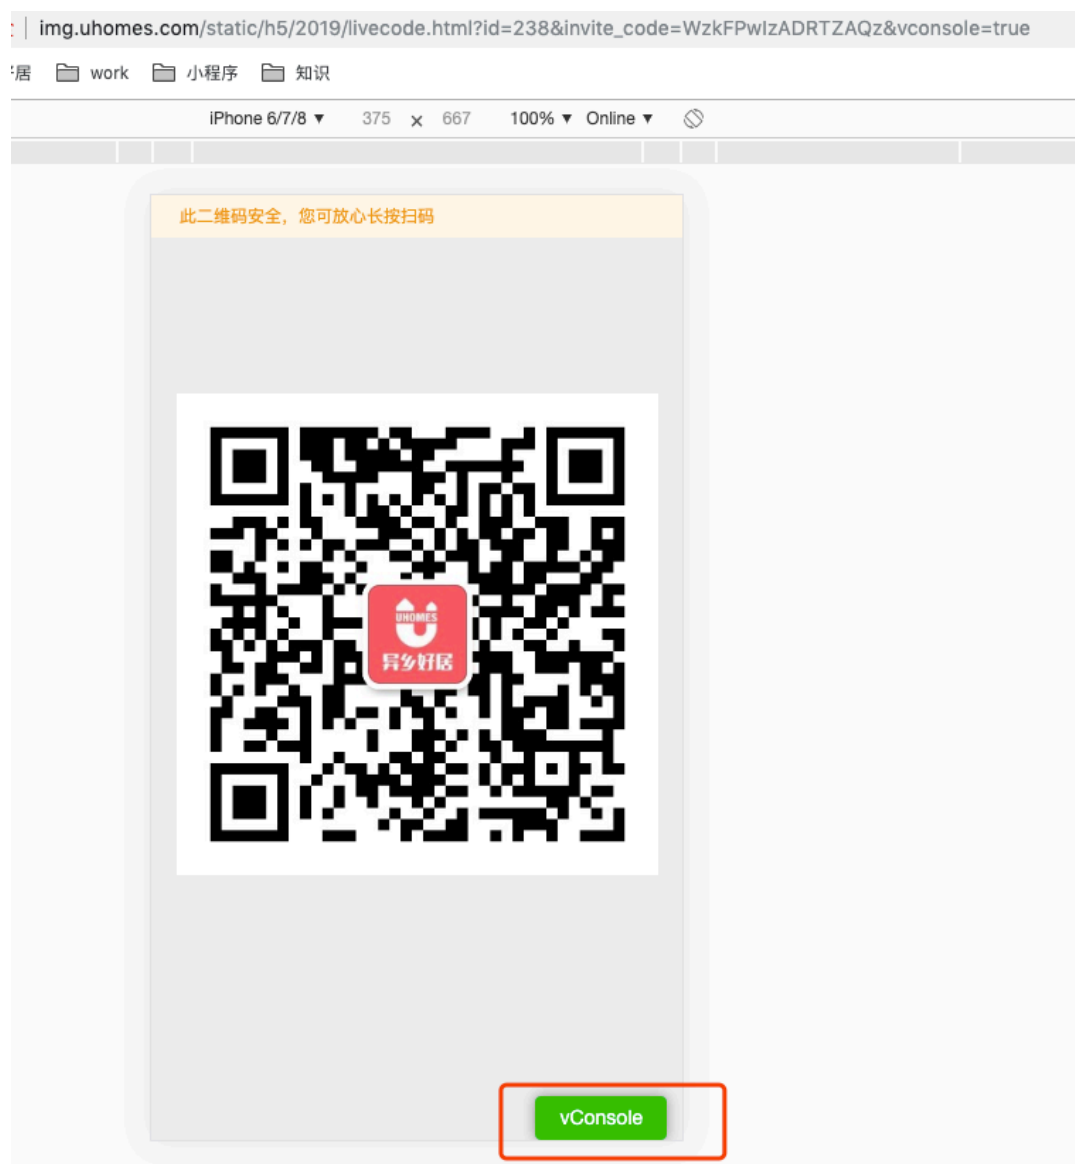 img.uhomes.com/static/h5/2019/livecode.html?id=238&invite_code=WzkFPwIzADRTZAQz&vconsole=true
居 work 小程序 知识
iPhone 6/7/8 ▼ 375 × 667 100% ▼ Online ▼
此二维码安全，您可放心长按扫码
UHOMES
异乡好居
vConsole